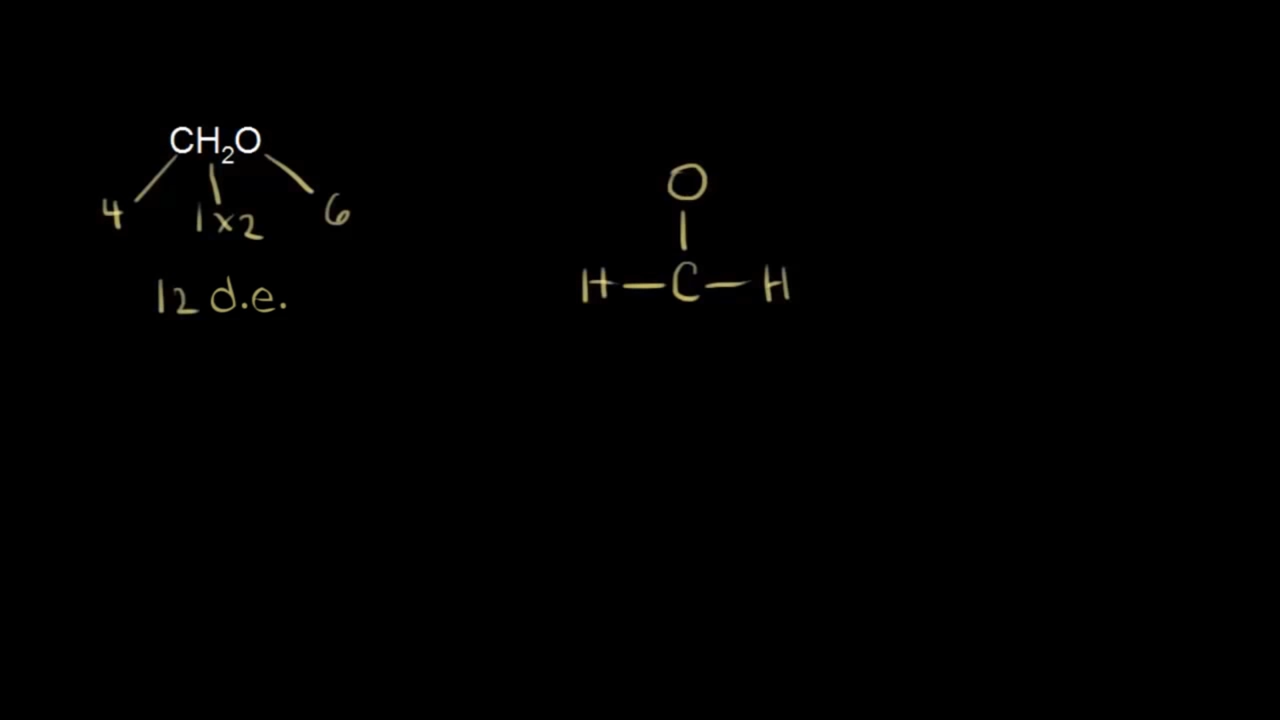 CH₂O
4 1x2 6
12 d.e.
O
H—C—H